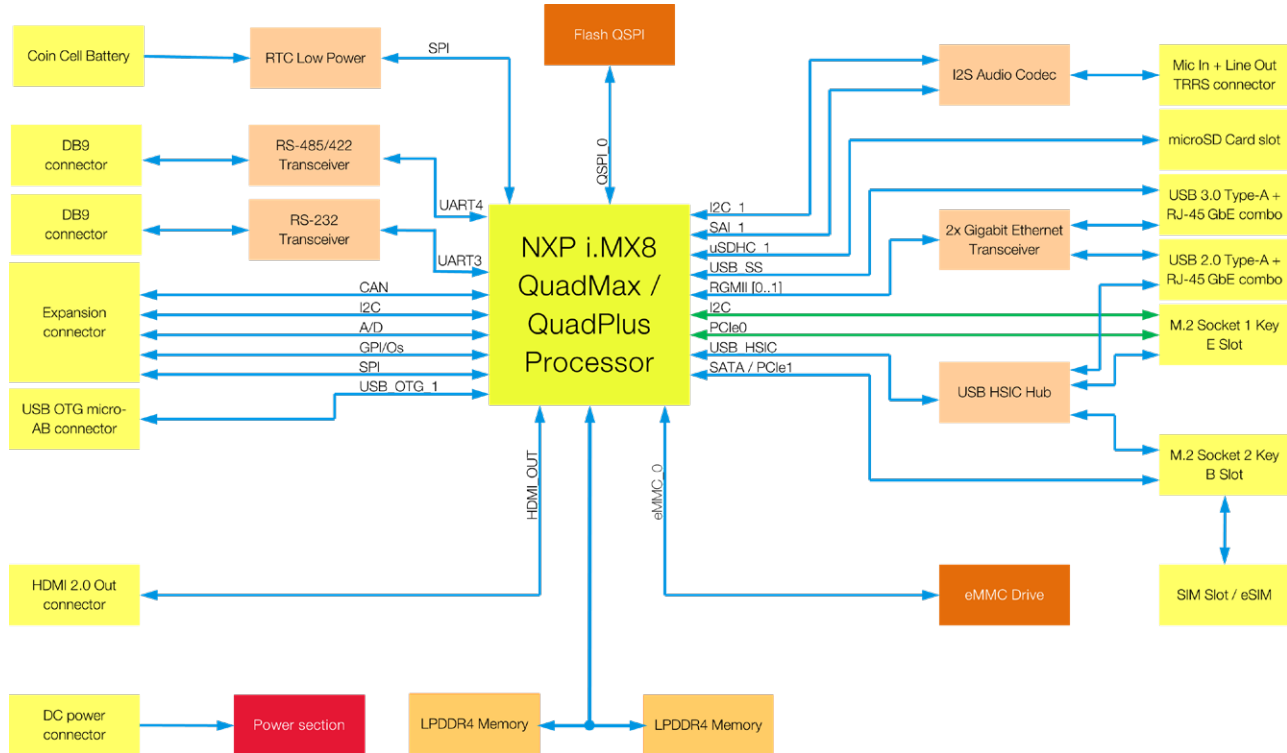 Coin Cell Battery
RTC Low Power
SPI
Flash QSPI
QSPI_0
I2S Audio Codec
Mic In + Line Out
TRRS connector
DB9
connector
RS-485/422
Transceiver
UART4
microSD Card slot
DB9
connector
RS-232
Transceiver
UART3
USB 3.0 Type-A +
RJ-45 GbE combo
2x Gigabit Ethernet
Transceiver
USB 2.0 Type-A +
RJ-45 GbE combo
NXP i.MX8
QuadMax /
QuadPlus
Processor
I2C_1
SAI_1
uSDHC_1
USB_SS
RGMII [0..1]
I2C
PCIe0
USB_HSIC
SATA / PCIe1
Expansion
connector
CAN
I2C
A/D
GPI/Os
SPI
USB_OTG_1
USB OTG micro-
AB connector
M.2 Socket 1 Key
E Slot
USB HSIC Hub
M.2 Socket 2 Key
B Slot
HDMI_OUT
eMMC_0
HDMI 2.0 Out
connector
eMMC Drive
SIM Slot / eSIM
DC power
connector
Power section
LPDDR4 Memory
LPDDR4 Memory